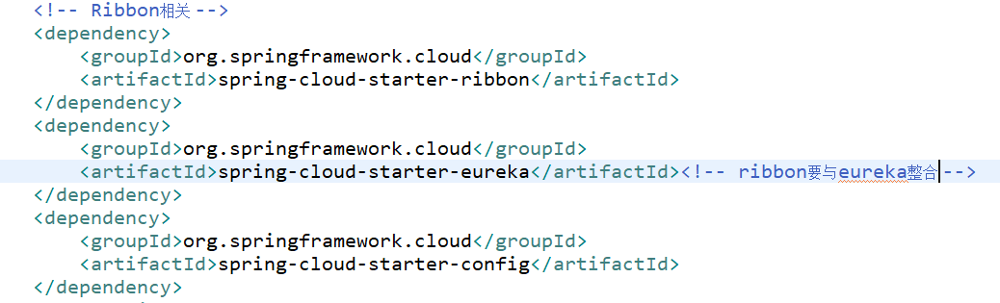 <!-- Ribbon相关 -->
<dependency>
<groupId>org.springframework.cloud</groupId>
<artifactId>spring-cloud-starter-ribbon</artifactId>
</dependency>
<dependency>
<groupId>org.springframework.cloud</groupId>
<artifactId>spring-cloud-starter-eureka</artifactId><!-- ribbon要与eureka整合 -->
</dependency>
<dependency>
<groupId>org.springframework.cloud</groupId>
<artifactId>spring-cloud-starter-config</artifactId>
</dependency>